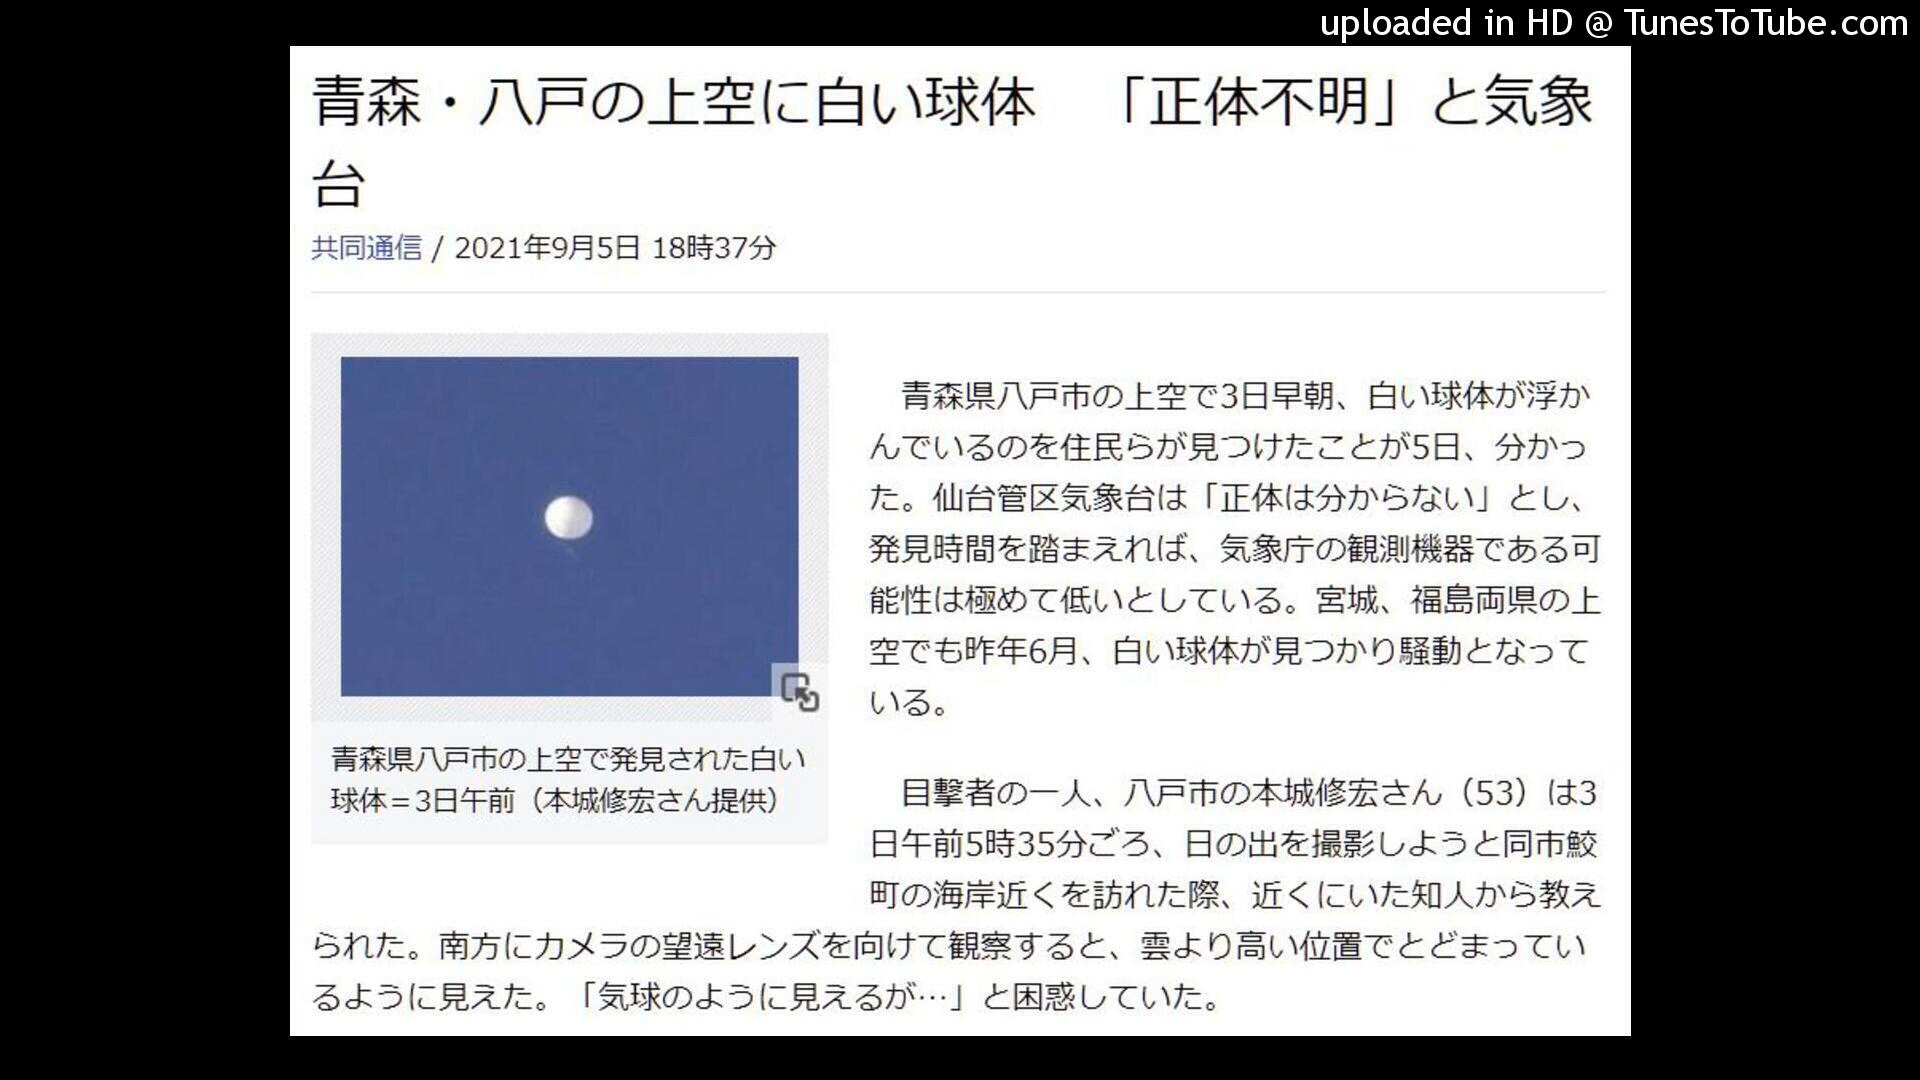 uploaded in HD @ TunesToTube.com
青森・八戸の上空に白い球体　「正体不明」と気象
台
共同通信 / 2021年9月5日 18時37分
青森県八戸市の上空で発見された白い
球体＝3日午前（本城修宏さん提供）
青森県八戸市の上空で3日早朝、白い球体が浮か
んでいるのを住民らが見つけたことが5日、分かっ
た。仙台管区気象台は「正体は分からない」とし、
発見時間を踏まえれば、気象庁の観測機器である可
能性は極めて低いとしている。宮城、福島両県の上
空でも昨年6月、白い球体が見つかり騒動となって
いる。
目撃者の一人、八戸市の本城修宏さん（53）は3
日午前5時35分ごろ、日の出を撮影しようと同市鮫
町の海岸近くを訪れた際、近くにいた知人から教え
られた。南方にカメラの望遠レンズを向けて観察すると、雲より高い位置でとどまってい
るように見えた。「気球のように見えるが…」と困惑していた。